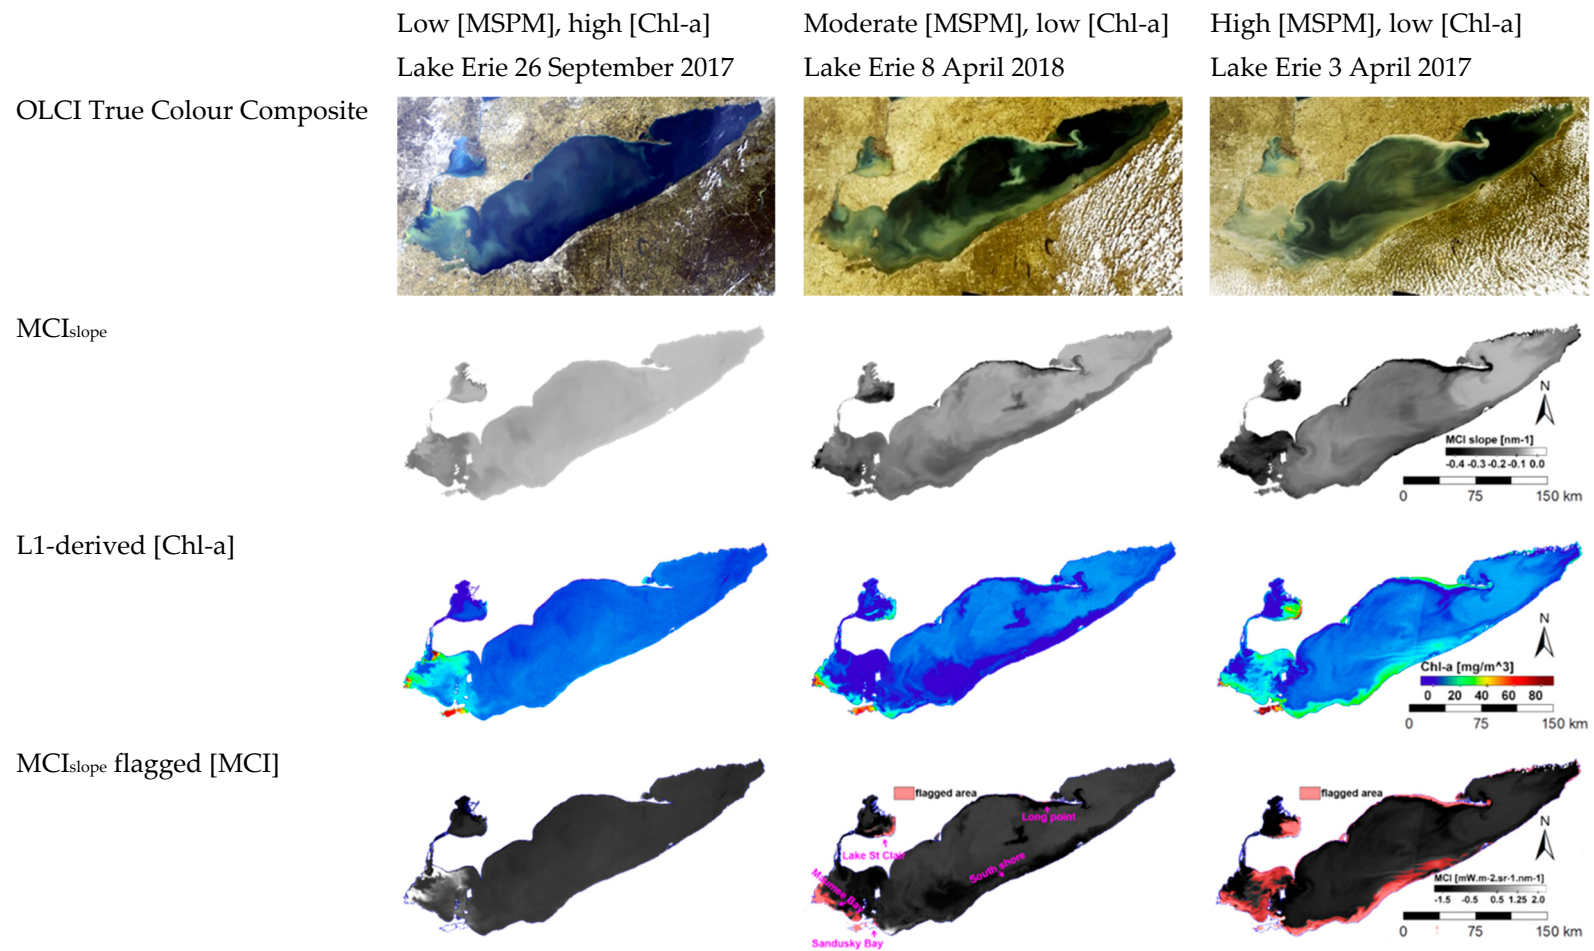 Low [MSPM], high [Chl-a]
Moderate [MSPM], low [Chl-a]
High [MSPM], low [Chl-a]
Lake Erie 26 September 2017
Lake Erie 8 April 2018
Lake Erie 3 April 2017
OLCI True Colour Composite
MCIslope
N
MCI slope [nm-1]
-0.4 -0.3 -0.2 -0.1 0.0
0 75 150 km
L1-derived [Chl-a]
N
Chl-a [mg/m^3]
0 20 40 60 80
0 75 150 km
MCIslope flagged [MCI]
flagged area
Long point
Lake St Clair
South shore
Maumee Bay
Sandusky Bay
flagged area
N
MCI [mW.m-2.sr-1.nm-1]
-1.5 -0.5 0.5 1.25 2.0
0 75 150 km